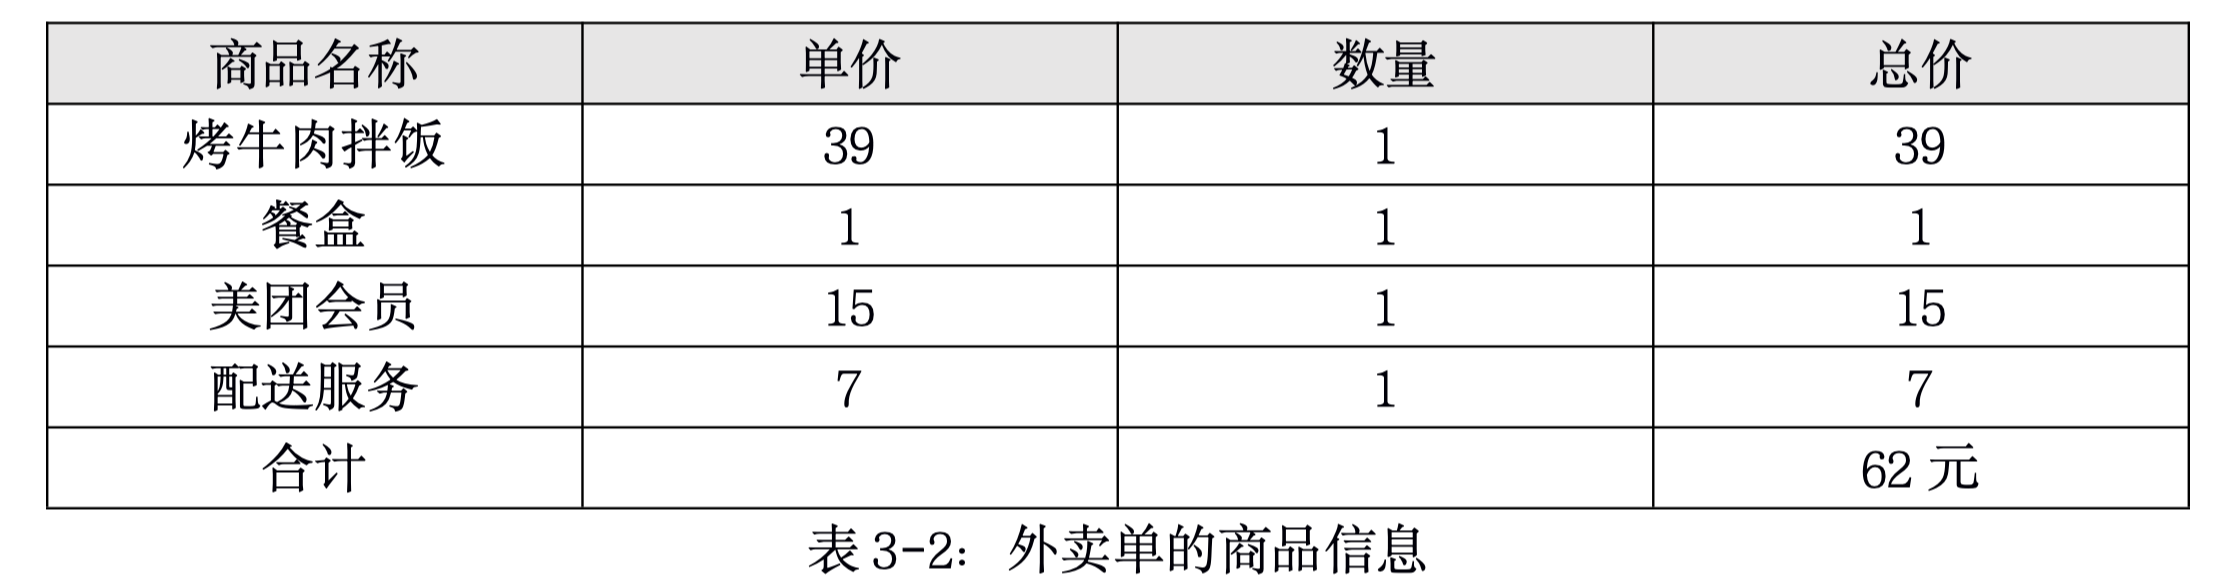 商品名称 单价 数量 总价
烤牛肉拌饭 39 1 39
餐盒 1 1 1
美团会员 15 1 15
配送服务 7 1 7
合计 62 元
表 3-2： 外卖单的商品信息